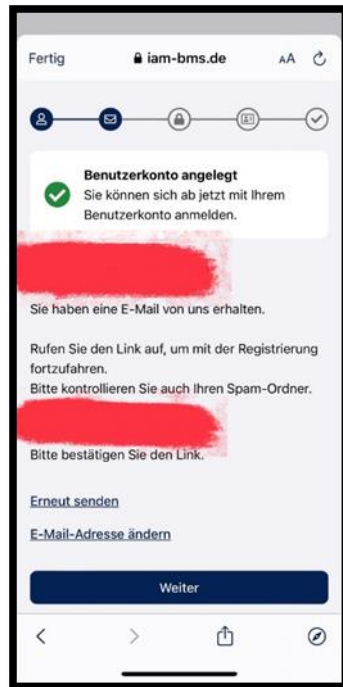 Fertig
iam-bms.de
AA
Benutzerkonto angelegt
Sie können sich ab jetzt mit Ihrem
Benutzerkonto anmelden.
Sie haben eine E-Mail von uns erhalten.
Rufen Sie den Link auf, um mit der Registrierung
fortzufahren.
Bitte kontrollieren Sie auch Ihren Spam-Ordner.
Bitte bestätigen Sie den Link.
Erneut senden
E-Mail-Adresse ändern
Weiter